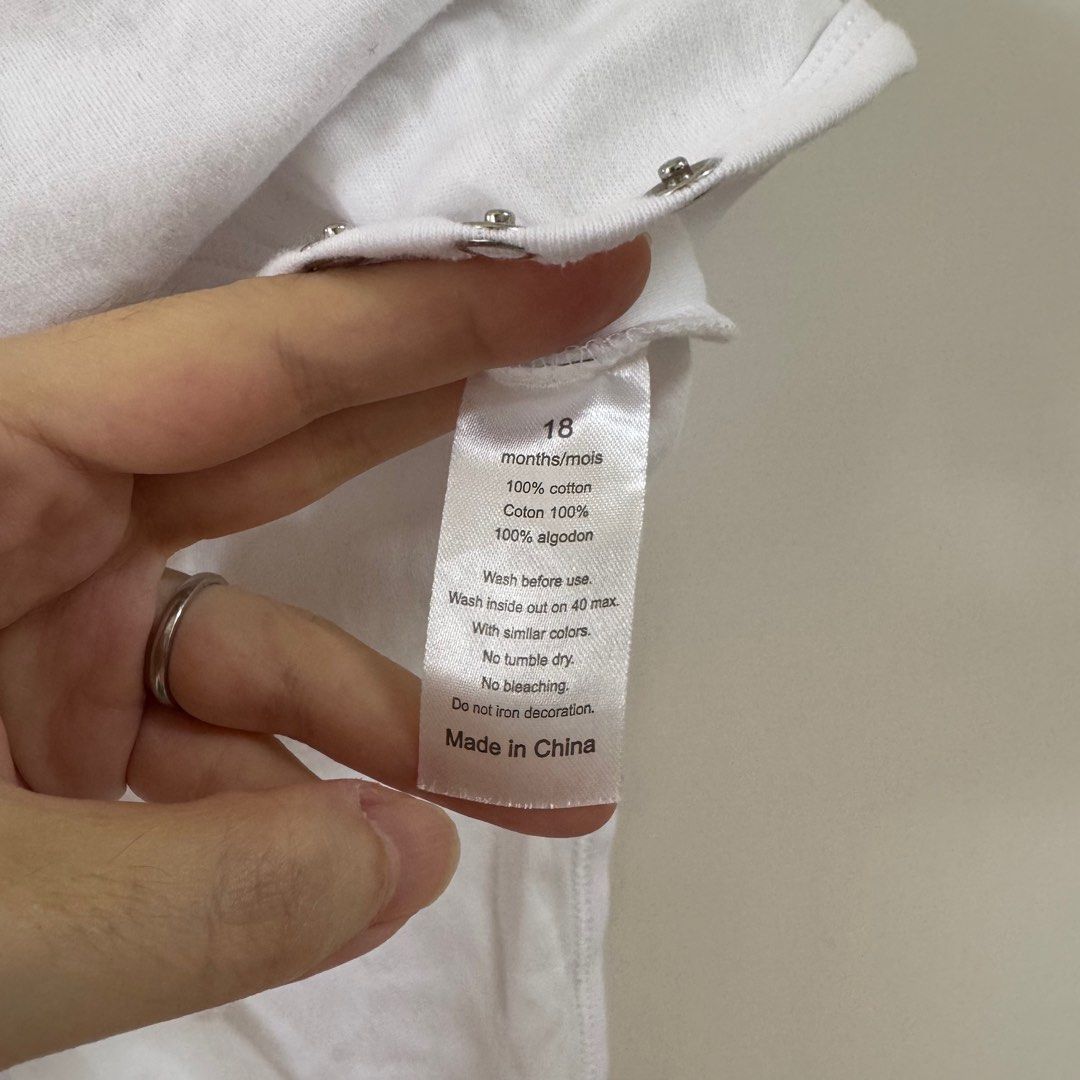 18
months/mois
100% cotton
Coton 100%
100% algodon
Wash before use.
Wash inside out on 40 max.
With similar colors.
No tumble dry.
No bleaching.
Do not iron decoration.
Made in China